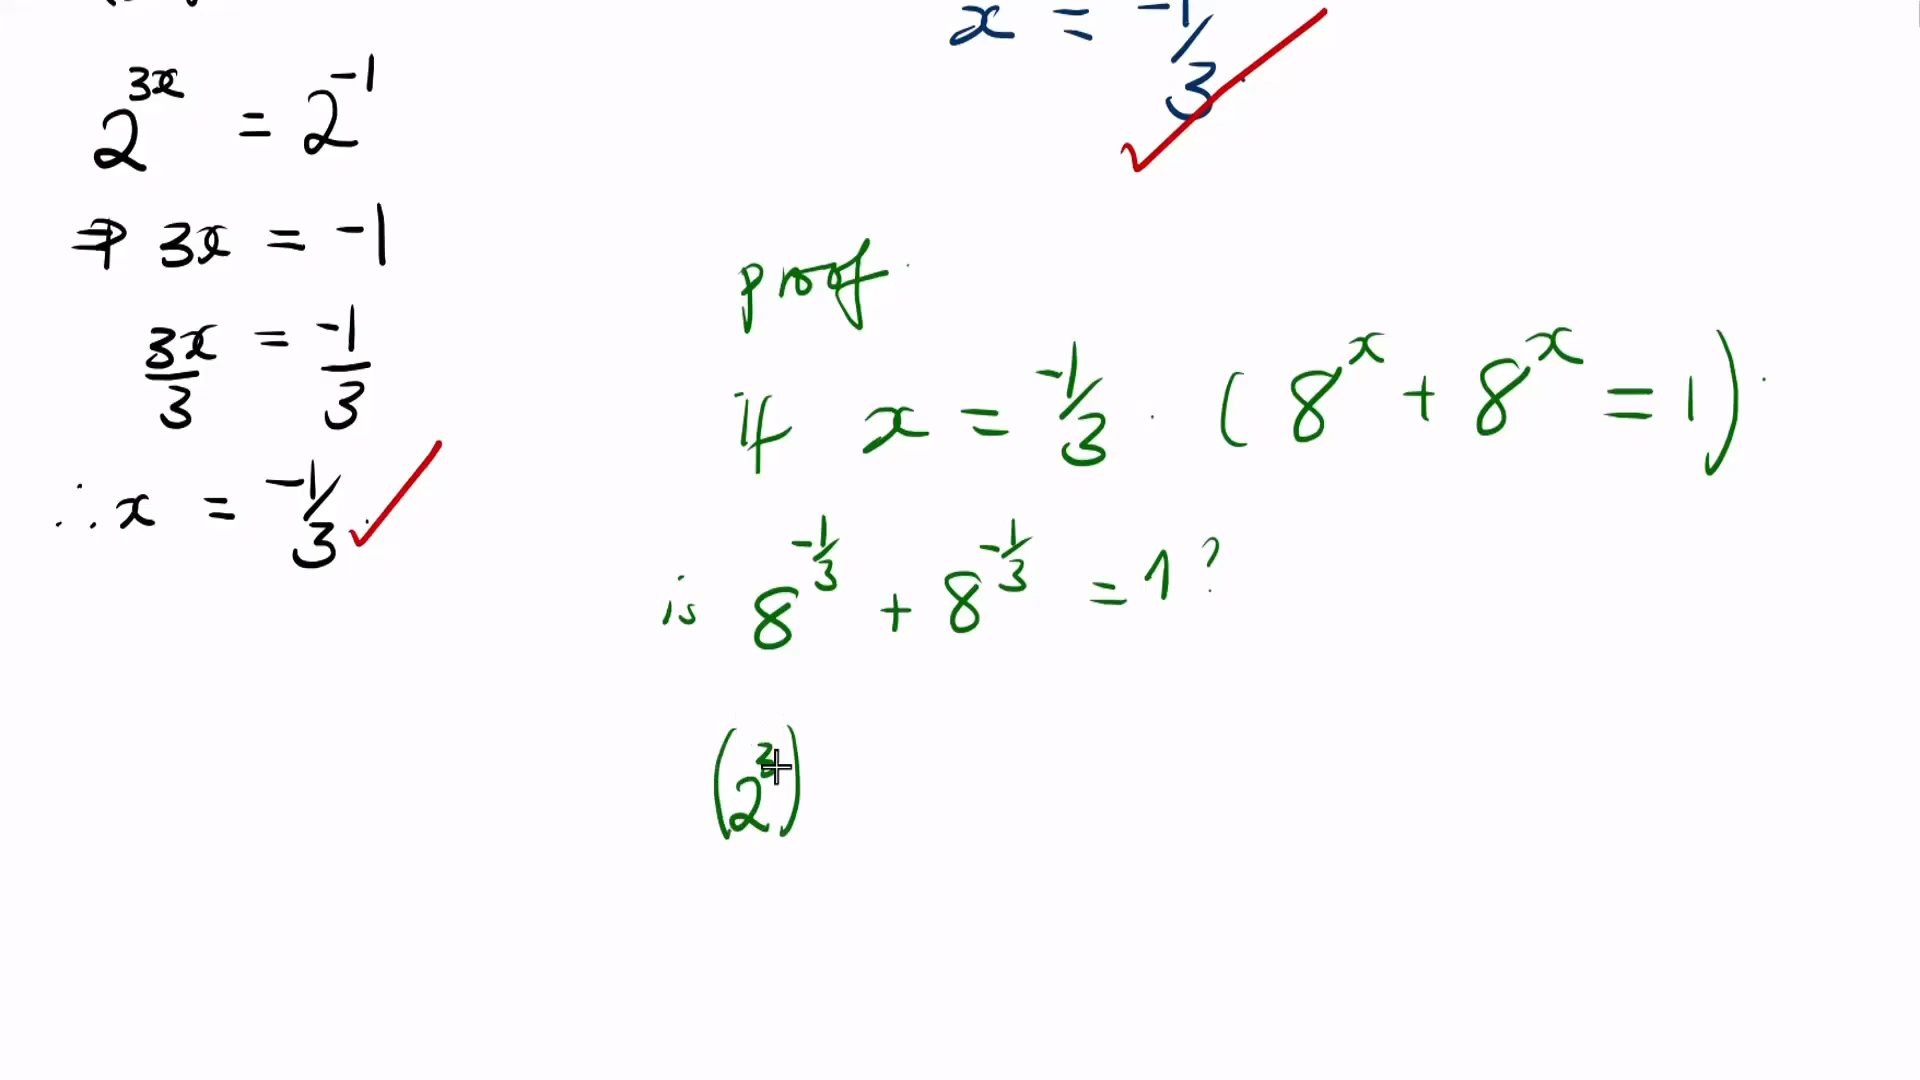 2^{3x} = 2^{-1}
⇒ 3x = -1
3x/3 = -1/3
∴ x = -1/3 ✓
x = -1/3 ✓
proof
if x = -1/3 . (8^x + 8^x = 1)
is 8^{-1/3} + 8^{-1/3} = 1 ?
(2^3)